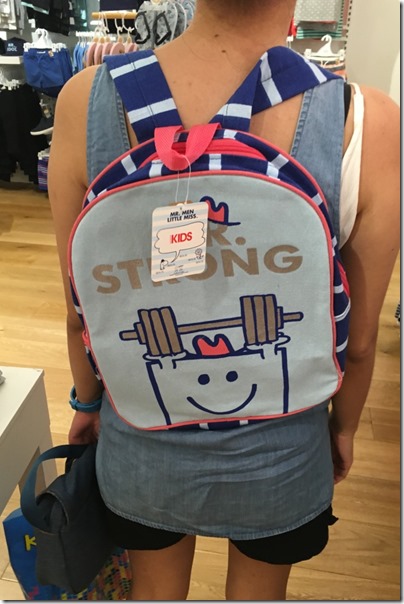 MR. MEN
LITTLE MISS.
KIDS
R.
STRONG
K